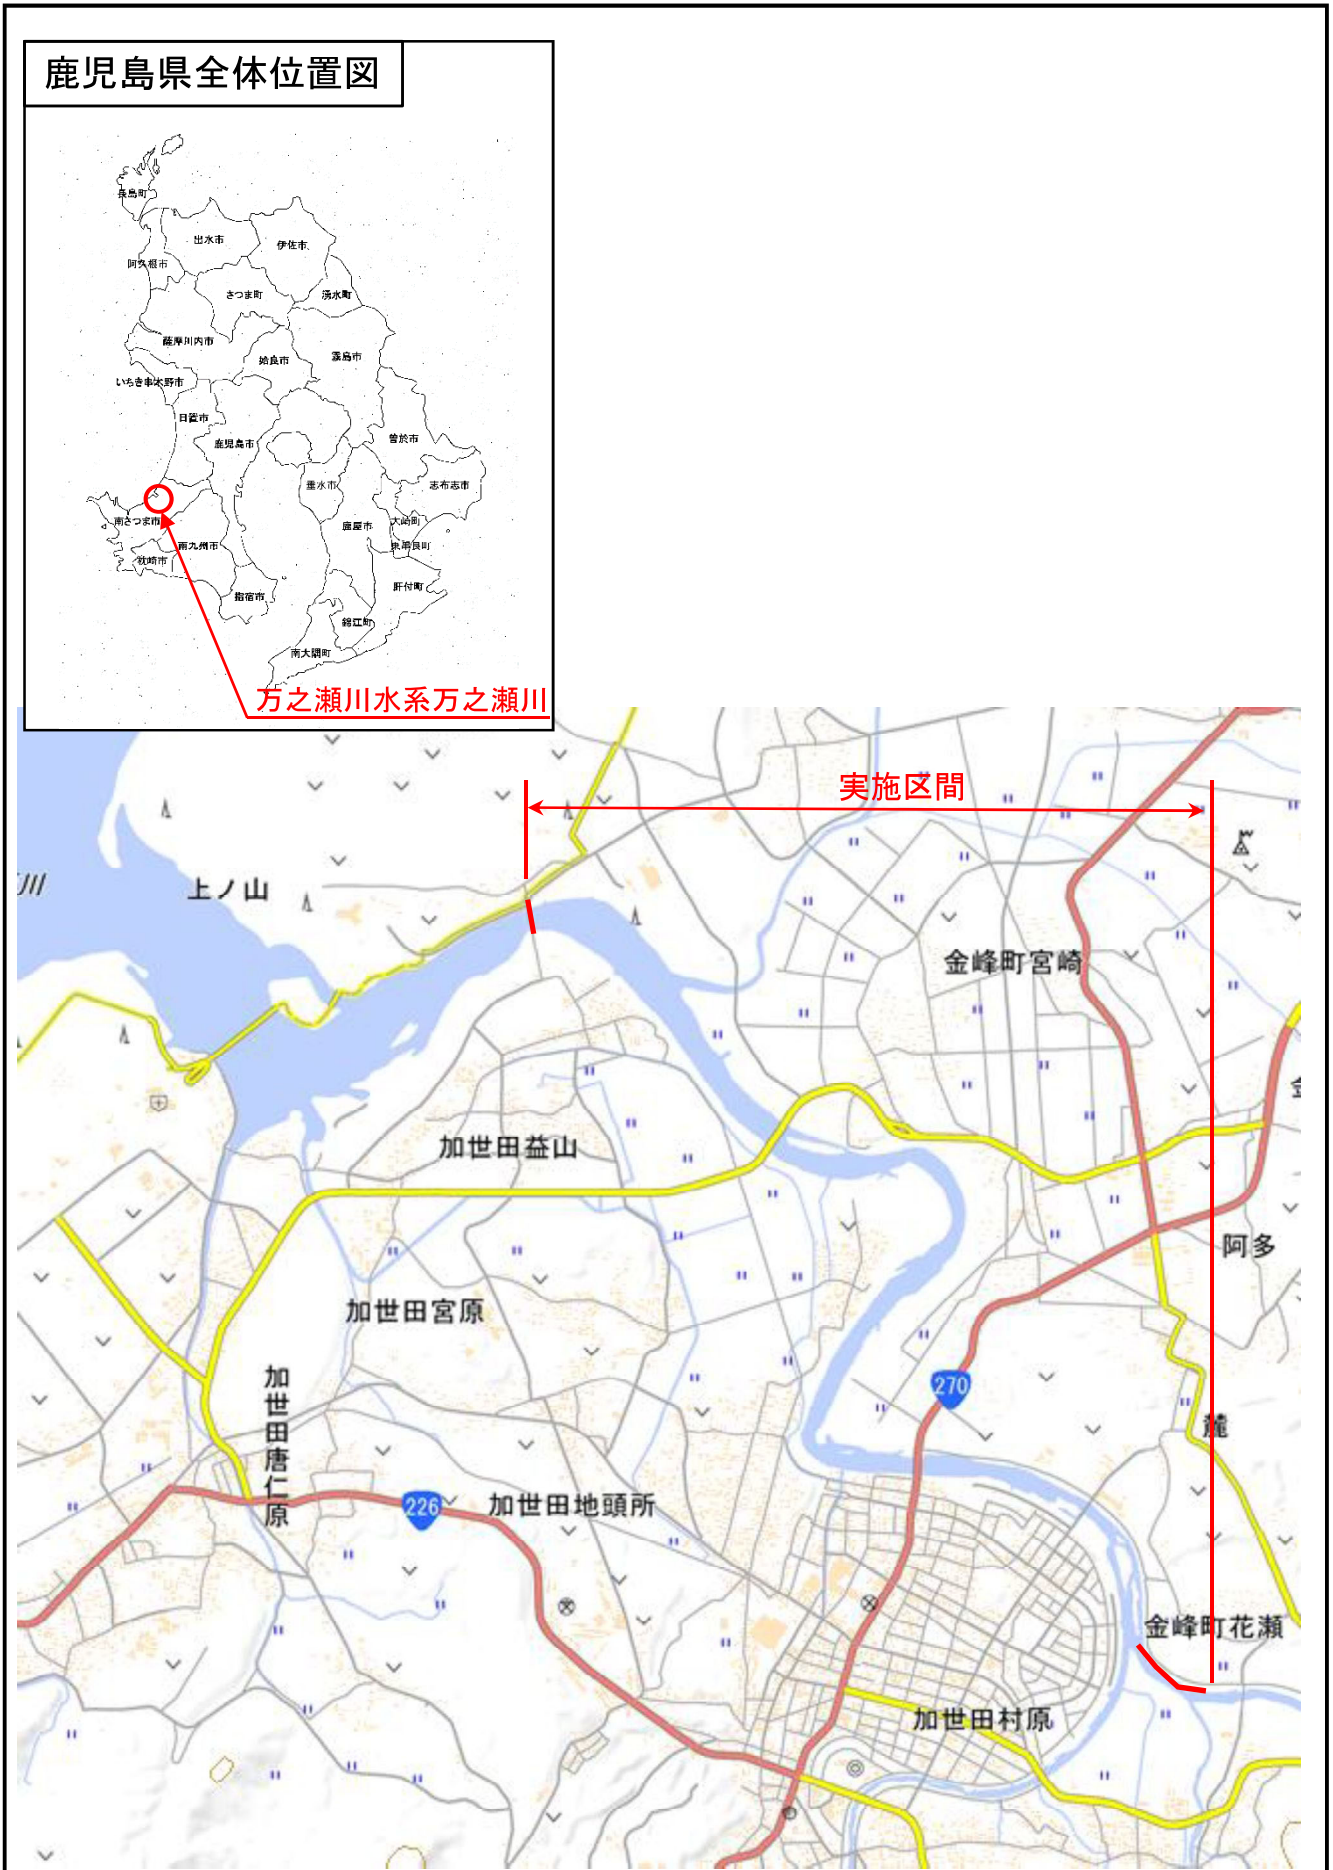 鹿児島県全体位置図
長島町
出水市
伊佐市
阿久根市
さつま町
湧水町
薩摩川内市
姶良市
霧島市
いちき串木野市
日置市
鹿児島市
曽於市
垂水市
志布志市
南さつま市
鹿屋市
大崎町
南九州市
東串良町
枕崎市
肝付町
指宿市
錦江町
南大隅町
万之瀬川水系万之瀬川
実施区間
川
上ノ山
金峰町宮崎
金
加世田益山
阿多
加世田宮原
加世田唐仁原
270
麓
226
加世田地頭所
金峰町花瀬
加世田村原